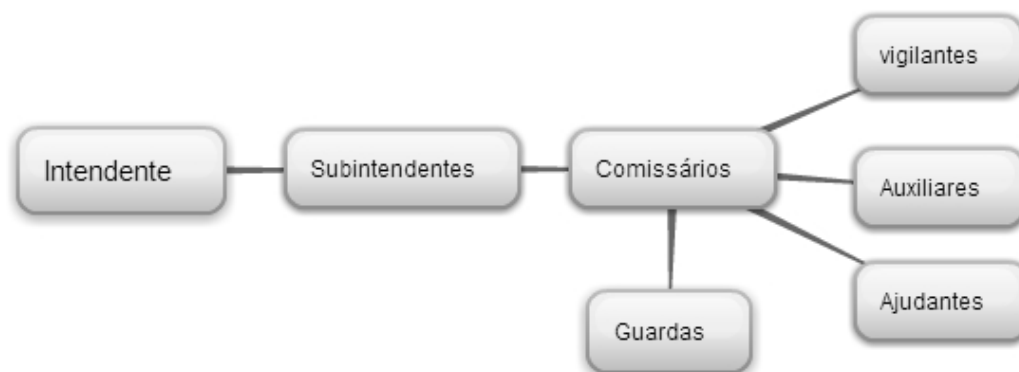 Intendente
Subintendentes
Comissários
vigilantes
Auxiliares
Ajudantes
Guardas